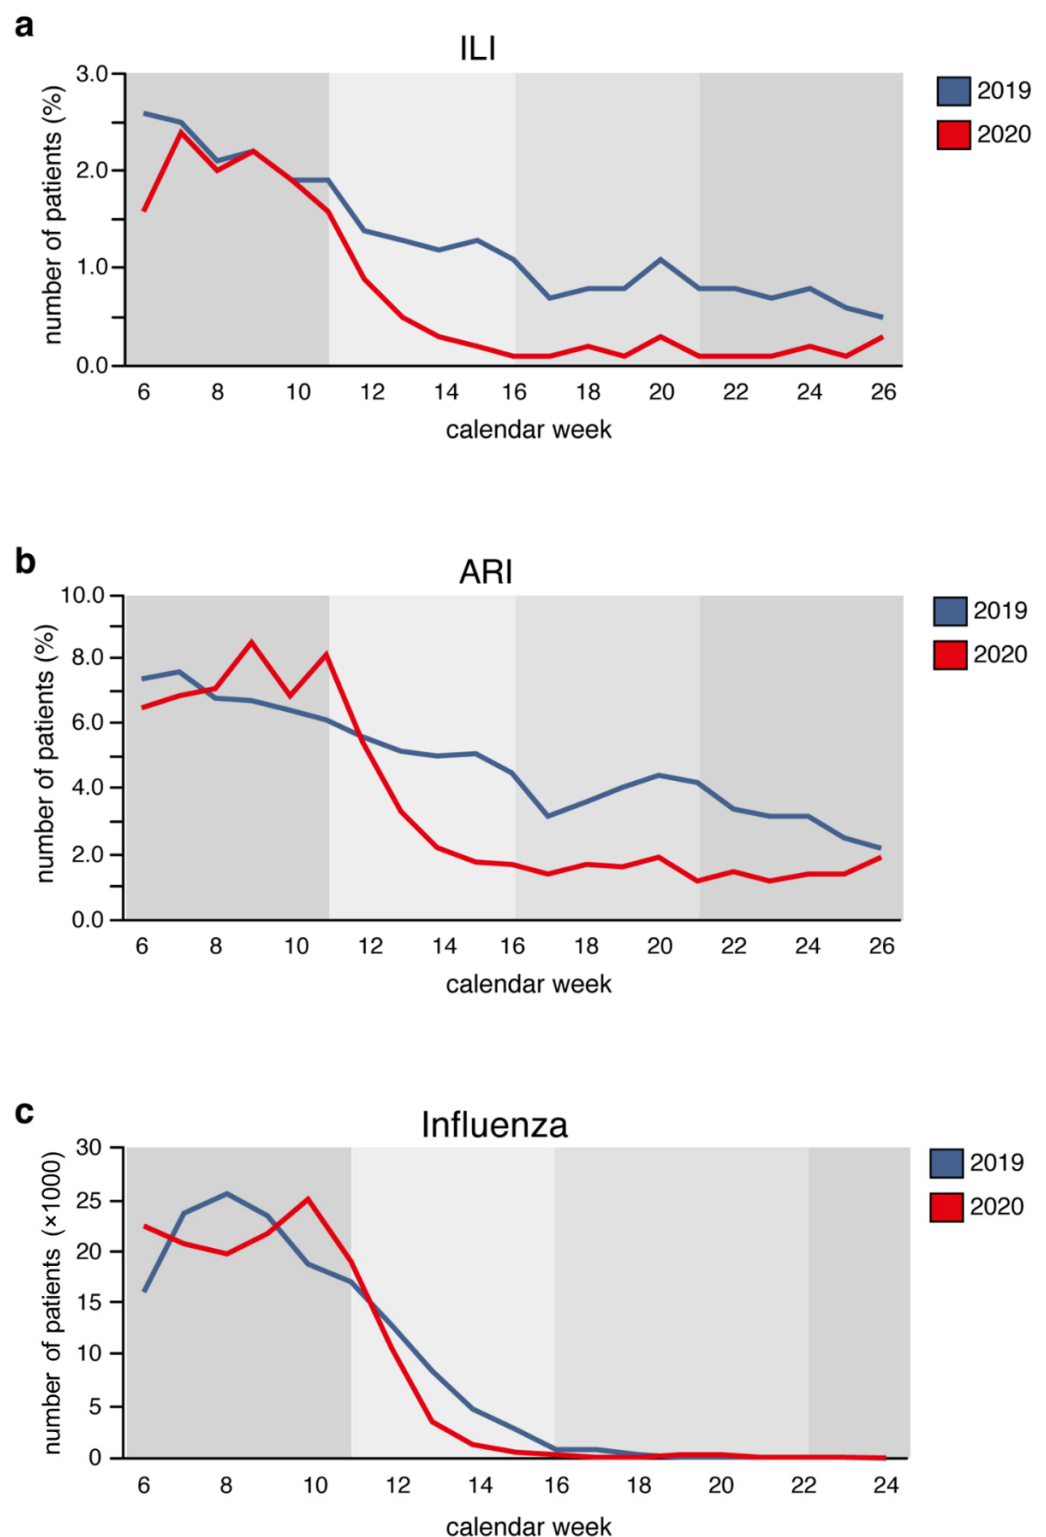 a
ILI
number of patients (%)
3.0
2.0
1.0
0.0
6 8 10 12 14 16 18 20 22 24 26
calendar week
2019
2020
b
ARI
number of patients (%)
10.0
8.0
6.0
4.0
2.0
0.0
6 8 10 12 14 16 18 20 22 24 26
calendar week
2019
2020
c
Influenza
number of patients (×1000)
30
25
20
15
10
5
0
6 8 10 12 14 16 18 20 22 24
calendar week
2019
2020